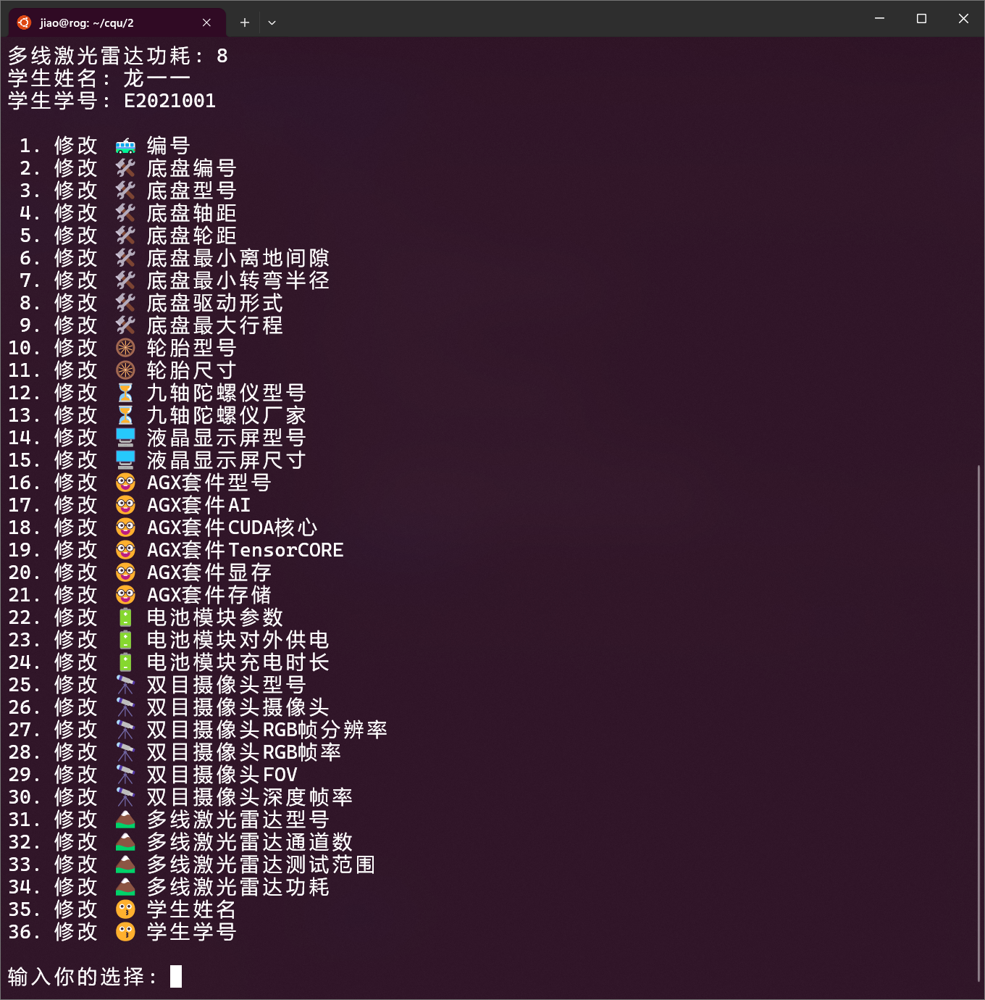 jiao@rog: ~/cqu/2
多线激光雷达功耗: 8
学生姓名: 龙一一
学生学号: E2021001
1. 修改 🚎 编号
2. 修改 🛠 底盘编号
3. 修改 🛠 底盘型号
4. 修改 🛠 底盘轴距
5. 修改 🛠 底盘轮距
6. 修改 🛠 底盘最小离地间隙
7. 修改 🛠 底盘最小转弯半径
8. 修改 🛠 底盘驱动形式
9. 修改 🛠 底盘最大行程
10. 修改 🛞 轮胎型号
11. 修改 🛞 轮胎尺寸
12. 修改 ⏳ 九轴陀螺仪型号
13. 修改 ⏳ 九轴陀螺仪厂家
14. 修改 🖥 液晶显示屏型号
15. 修改 🖥 液晶显示屏尺寸
16. 修改 🤓 AGX套件型号
17. 修改 🤓 AGX套件AI
18. 修改 🤓 AGX套件CUDA核心
19. 修改 🤓 AGX套件TensorCORE
20. 修改 🤓 AGX套件显存
21. 修改 🤓 AGX套件存储
22. 修改 🔋 电池模块参数
23. 修改 🔋 电池模块对外供电
24. 修改 🔋 电池模块充电时长
25. 修改 🔭 双目摄像头型号
26. 修改 🔭 双目摄像头摄像头
27. 修改 🔭 双目摄像头RGB帧分辨率
28. 修改 🔭 双目摄像头RGB帧率
29. 修改 🔭 双目摄像头FOV
30. 修改 🔭 双目摄像头深度帧率
31. 修改 🏔 多线激光雷达型号
32. 修改 🏔 多线激光雷达通道数
33. 修改 🏔 多线激光雷达测试范围
34. 修改 🏔 多线激光雷达功耗
35. 修改 😗 学生姓名
36. 修改 😗 学生学号
输入你的选择: